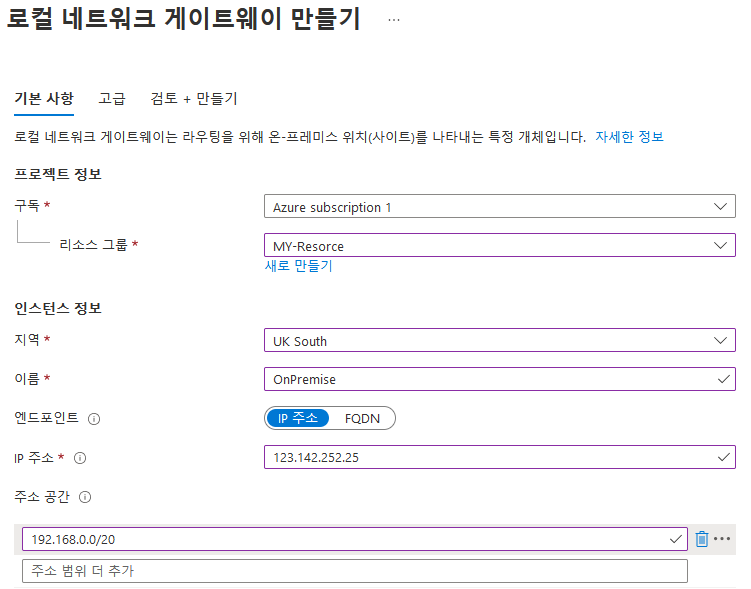 로컬 네트워크 게이트웨이 만들기 ...
기본 사항 고급 검토 + 만들기
로컬 네트워크 게이트웨이는 라우팅을 위해 온-프레미스 위치(사이트)를 나타내는 특정 개체입니다. 자세한 정보
프로젝트 정보
구독 * Azure subscription 1
리소스 그룹 * MY-Resorce
새로 만들기
인스턴스 정보
지역 * UK South
이름 * OnPremise
엔드포인트 IP 주소 FQDN
IP 주소 * 123.142.252.25
주소 공간
192.168.0.0/20
주소 범위 더 추가